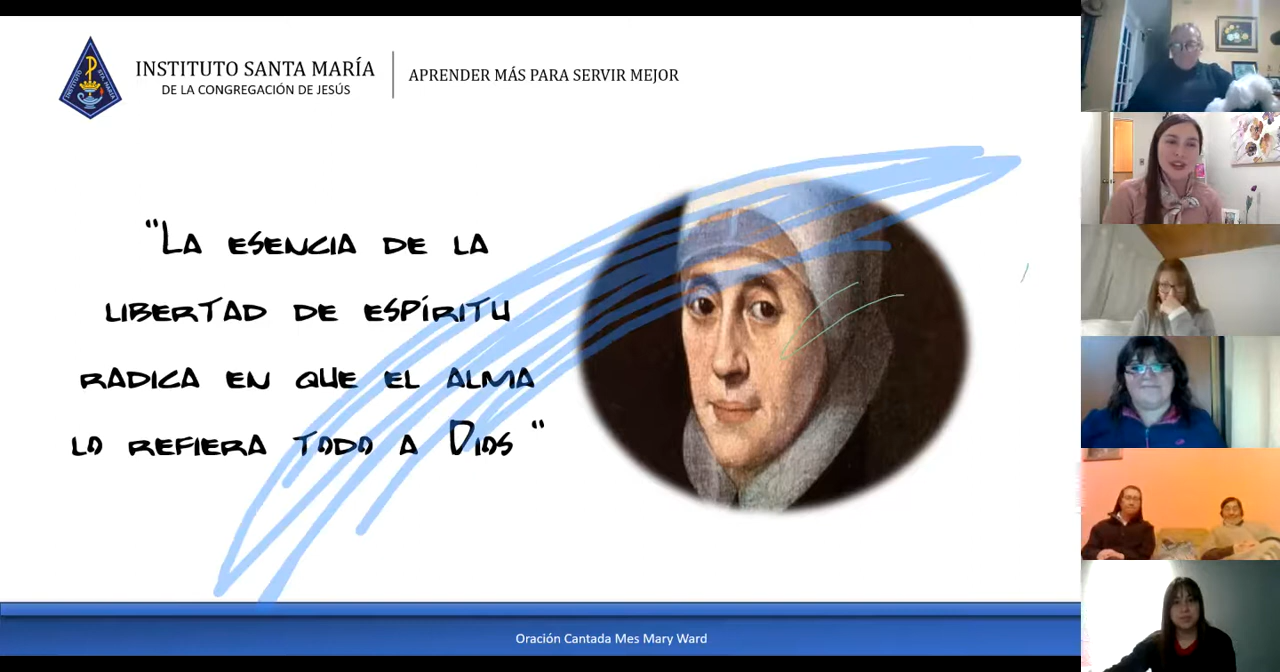 INSTITUTO SANTA MARÍA
DE LA CONGREGACIÓN DE JESÚS
APRENDER MÁS PARA SERVIR MEJOR
"LA ESENCIA DE LA
LIBERTAD DE ESPÍRITU
RADICA EN QUE EL ALMA
LO REFIERA TODO A DIOS "
Oración Cantada Mes Mary Ward